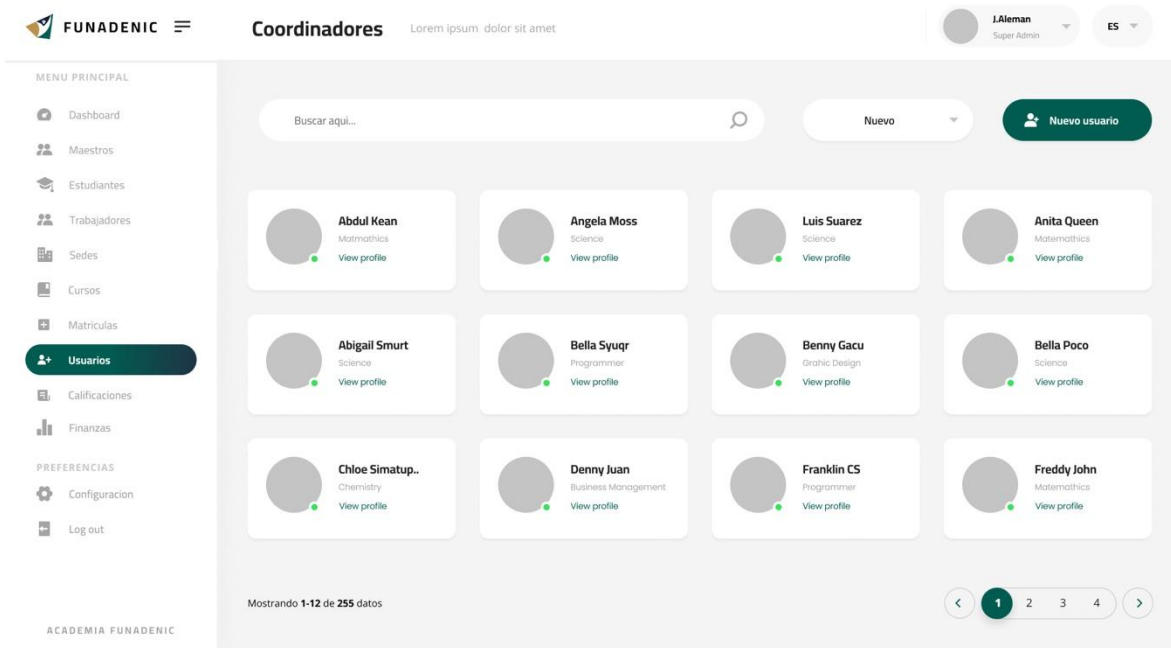 FUNADENIC
Coordinadores
Lorem ipsum dolor sit amet
J.Aleman
Super Admin
ES
MENU PRINCIPAL
Dashboard
Maestros
Estudiantes
Trabajadores
Sedes
Cursos
Matriculas
Usuarios
Calificaciones
Finanzas
PREFERENCIAS
Configuracion
Log out
ACADEMIA FUNADENIC
Buscar aqui...
Nuevo
Nuevo usuario
Abdul Kean
Matmathics
View profile
Angela Moss
Science
View profile
Luis Suarez
Science
View profile
Anita Queen
Matemathics
View profile
Abigail Smurt
Science
View profile
Bella Syuqr
Programmer
View profile
Benny Gacu
Grahic Design
View profile
Bella Poco
Science
View profile
Chloe Simatup..
Chemistry
View profile
Denny Juan
Business Management
View profile
Franklin CS
Programmer
View profile
Freddy John
Matemathics
View profile
Mostrando 1-12 de 255 datos
1 2 3 4